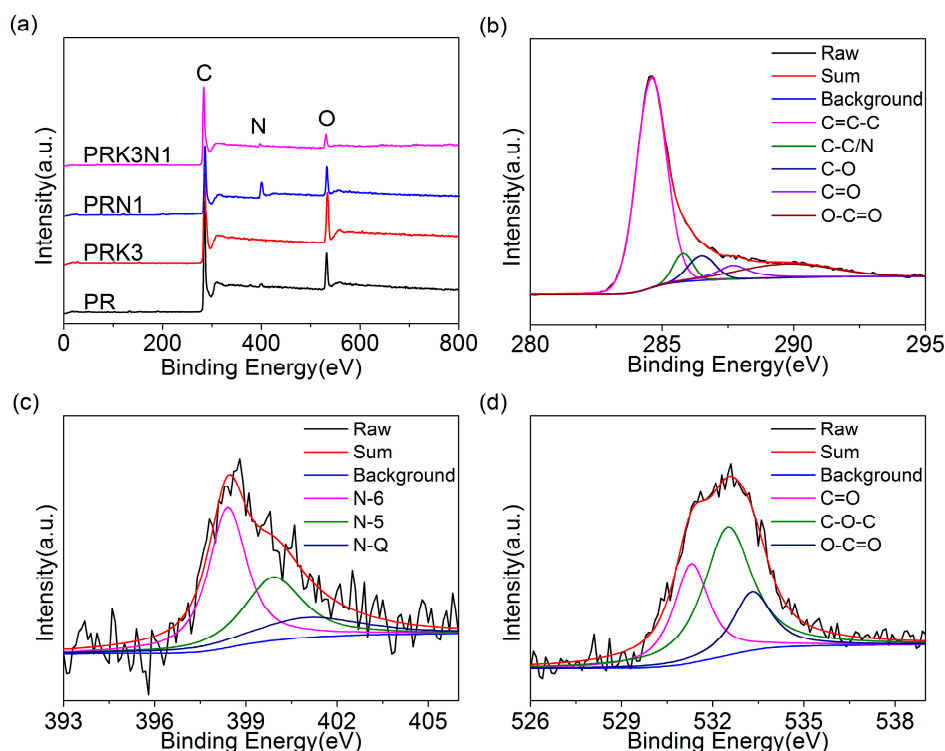 (a)
C
N
O
PRK3N1
PRN1
PRK3
PR
Intensity(a.u.)
0 200 400 600 800
Binding Energy(eV)
(b)
Raw
Sum
Background
C=C-C
C-C/N
C-O
C=O
O-C=O
Intensity(a.u.)
280 285 290 295
Binding Energy(eV)
(c)
Raw
Sum
Background
N-6
N-5
N-Q
Intensity(a.u.)
393 396 399 402 405
Binding Energy(eV)
(d)
Raw
Sum
Background
C=O
C-O-C
O-C=O
Intensity(a.u.)
526 529 532 535 538
Binding Energy(eV)